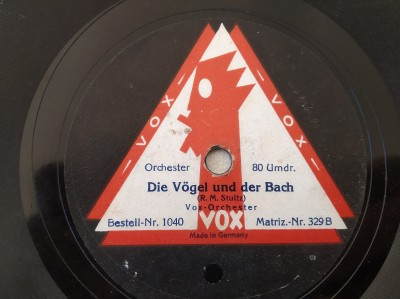 VOX
VOX
Orchester 80 Umdr.
Die Vögel und der Bach
(R. M. Stultz)
Vox-Orchester
Bestell-Nr. 1040 VOX Matriz.-Nr. 329 B
Made in Germany